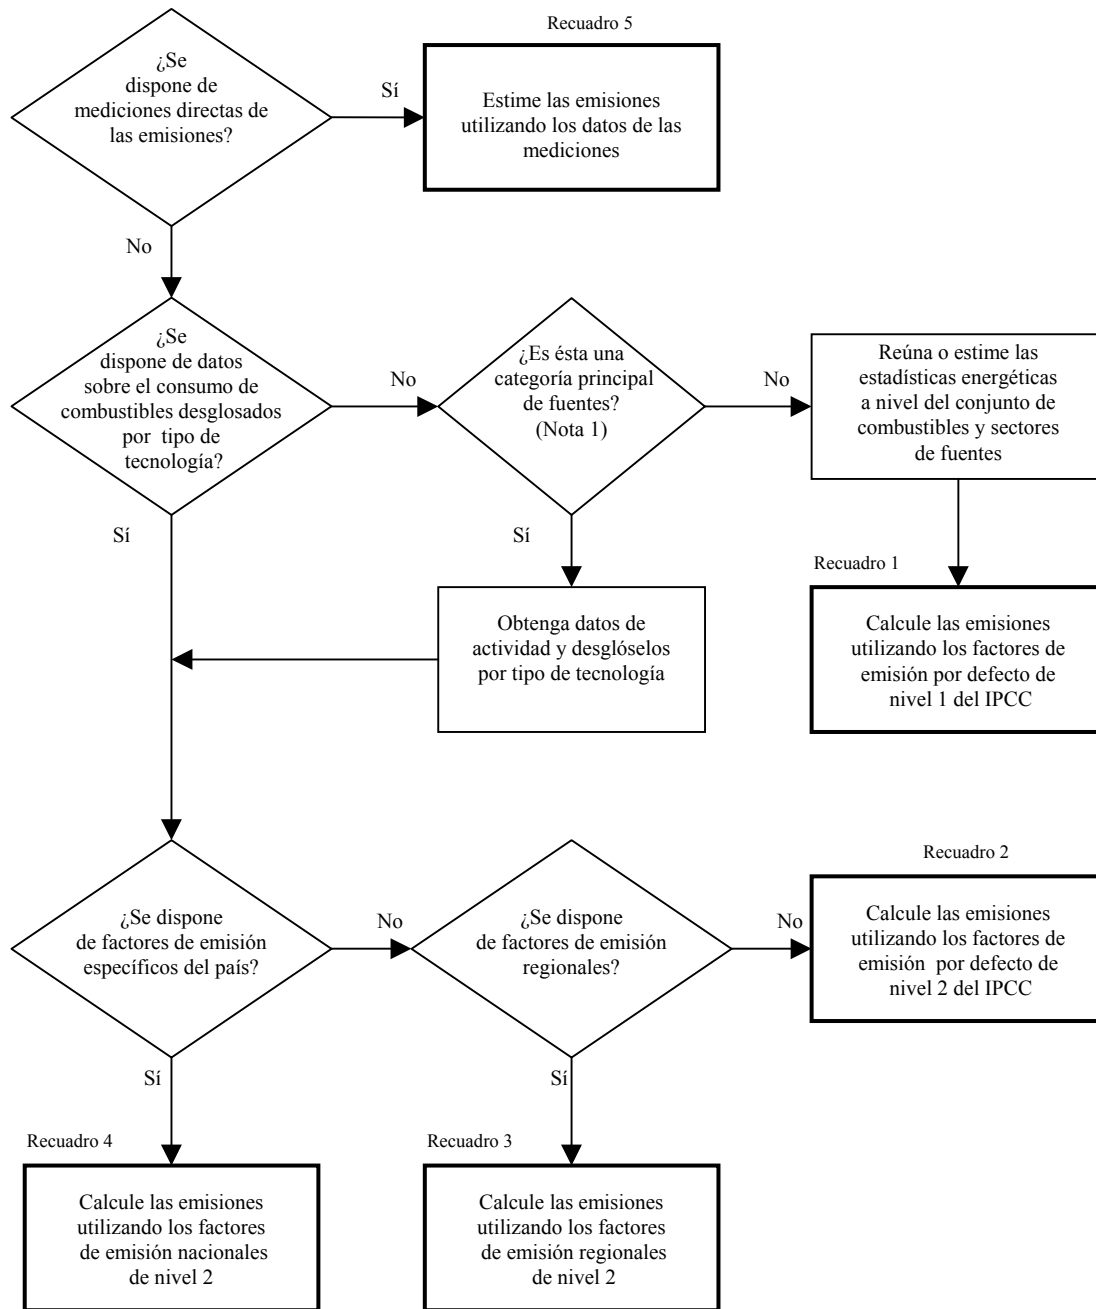 Recuadro 5
¿Se
dispone de
mediciones directas de
las emisiones?
Sí
Estime las emisiones
utilizando los datos de las
mediciones
No
¿Se
dispone de datos
sobre el consumo de
combustibles desglosados
por tipo de
tecnología?
No
¿Es ésta una
categoría principal
de fuentes?
(Nota 1)
No
Reúna o estime las
estadísticas energéticas
a nivel del conjunto de
combustibles y sectores
de fuentes
Sí
Sí
Recuadro 1
Obtenga datos de
actividad y desglóselos
por tipo de tecnología
Calcule las emisiones
utilizando los factores de
emisión por defecto de
nivel 1 del IPCC
Recuadro 2
¿Se dispone
de factores de emisión
específicos del país?
No
¿Se dispone
de factores de emisión
regionales?
No
Calcule las emisiones
utilizando los factores de
emisión por defecto de
nivel 2 del IPCC
Sí
Sí
Recuadro 4
Recuadro 3
Calcule las emisiones
utilizando los factores
de emisión nacionales
de nivel 2
Calcule las emisiones
utilizando los factores
de emisión regionales
de nivel 2